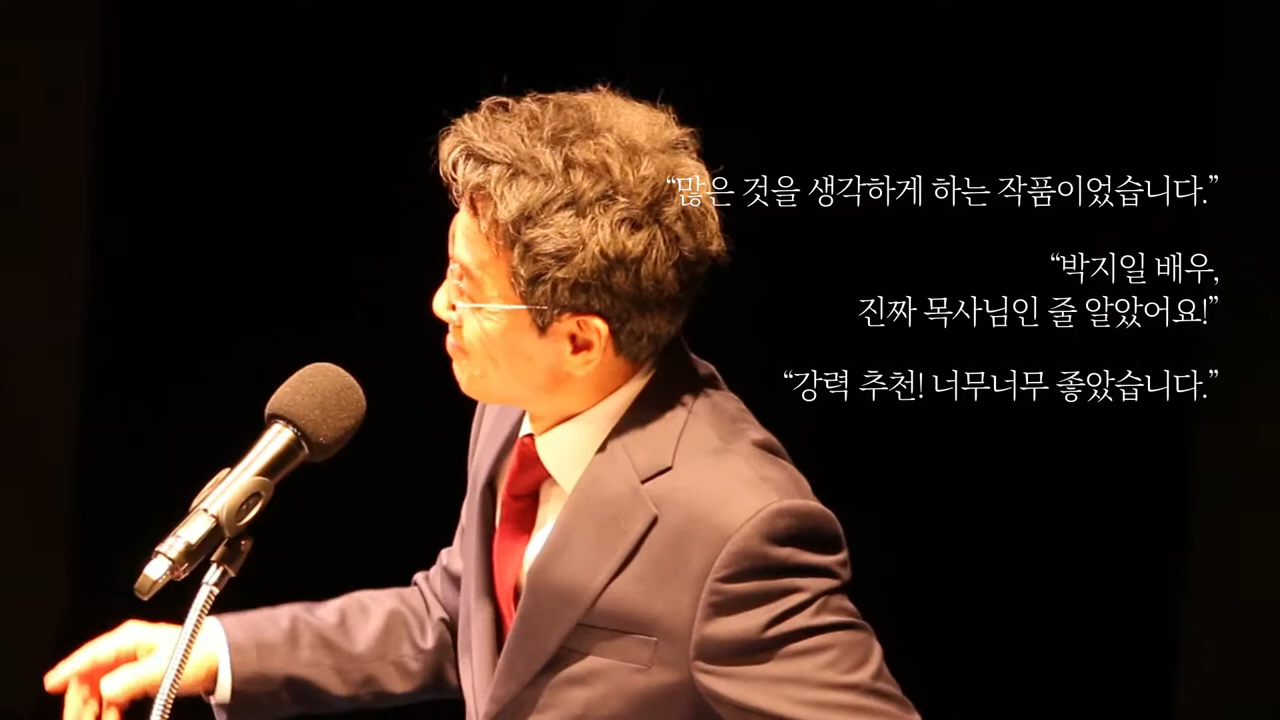 “많은 것을 생각하게 하는 작품이었습니다.”
“박지일 배우,
진짜 목사님인 줄 알았어요!”
“강력 추천! 너무너무 좋았습니다.”